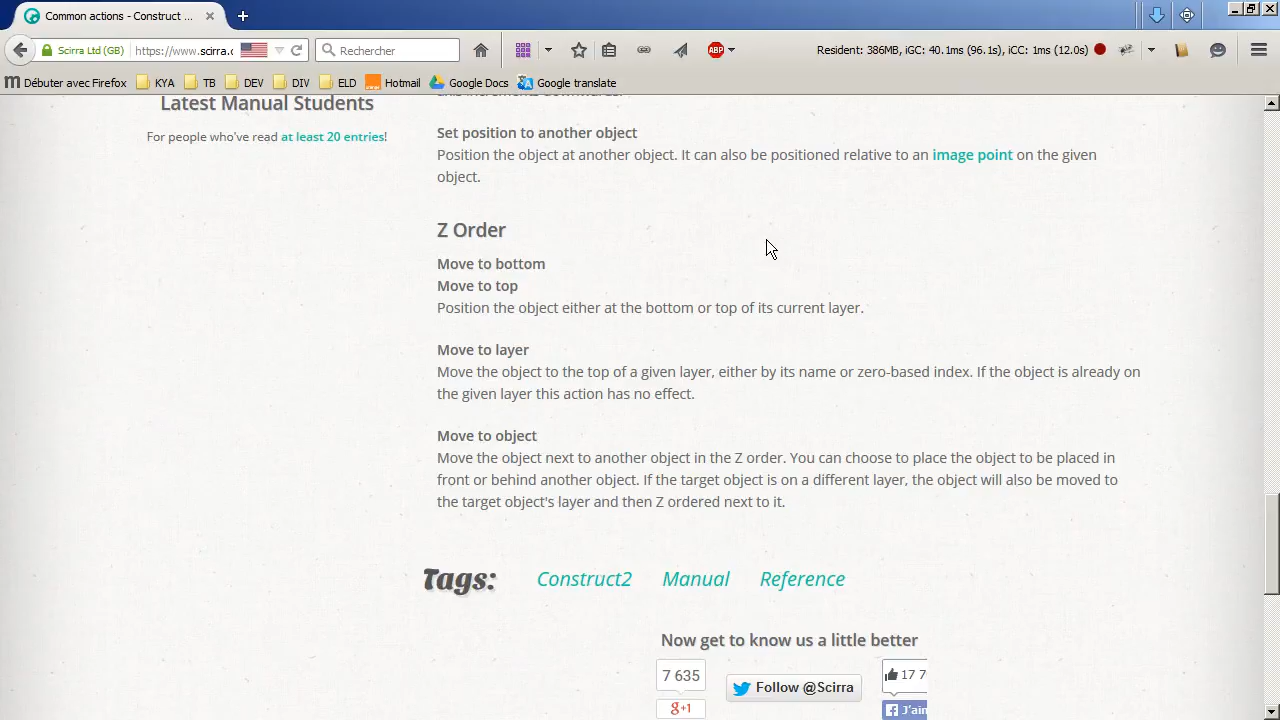 Common actions - Construct ...
Scirra Ltd (GB) https://www.scirra.c Rechercher Resident: 386MB, iGC: 40.1ms (96.1s), iCC: 1ms (12.0s)
ABP
Débuter avec Firefox KYA TB DEV DIV ELD Hotmail Google Docs Google translate
Latest Manual Students
For people who've read at least 20 entries!
Set position to another object
Position the object at another object. It can also be positioned relative to an image point on the given
object.
Z Order
Move to bottom
Move to top
Position the object either at the bottom or top of its current layer.
Move to layer
Move the object to the top of a given layer, either by its name or zero-based index. If the object is already on
the given layer this action has no effect.
Move to object
Move the object next to another object in the Z order. You can choose to place the object to be placed in
front or behind another object. If the target object is on a different layer, the object will also be moved to
the target object's layer and then Z ordered next to it.
Tags: Construct2 Manual Reference
Now get to know us a little better
7 635 Follow @Scirra 17 7
g+1 J'aim